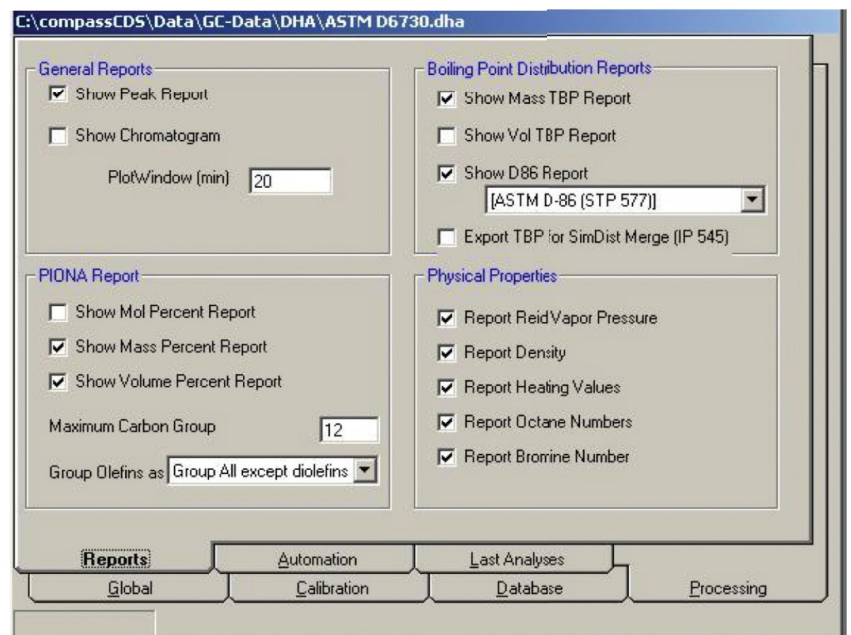 C:\compassCDS\Data\GC-Data\DHA\ASTM D6730.dha
General Reports
Show Peak Report
Show Chromatogram
PlotWindow (min) 20
Boiling Point Distribution Reports
Show Mass TBP Report
Show Vol TBP Report
Show D86 Report
[ASTM D-86 (STP 577)]
Export TBP for SimDist Merge (IP 545)
PIONA Report
Show Mol Percent Report
Show Mass Percent Report
Show Volume Percent Report
Maximum Carbon Group 12
Group Olefins as Group All except diolefins
Physical Properties
Report Reid Vapor Pressure
Report Density
Report Heating Values
Report Octane Numbers
Report Bromine Number
Reports Automation Last Analyses
Global Calibration Database Processing